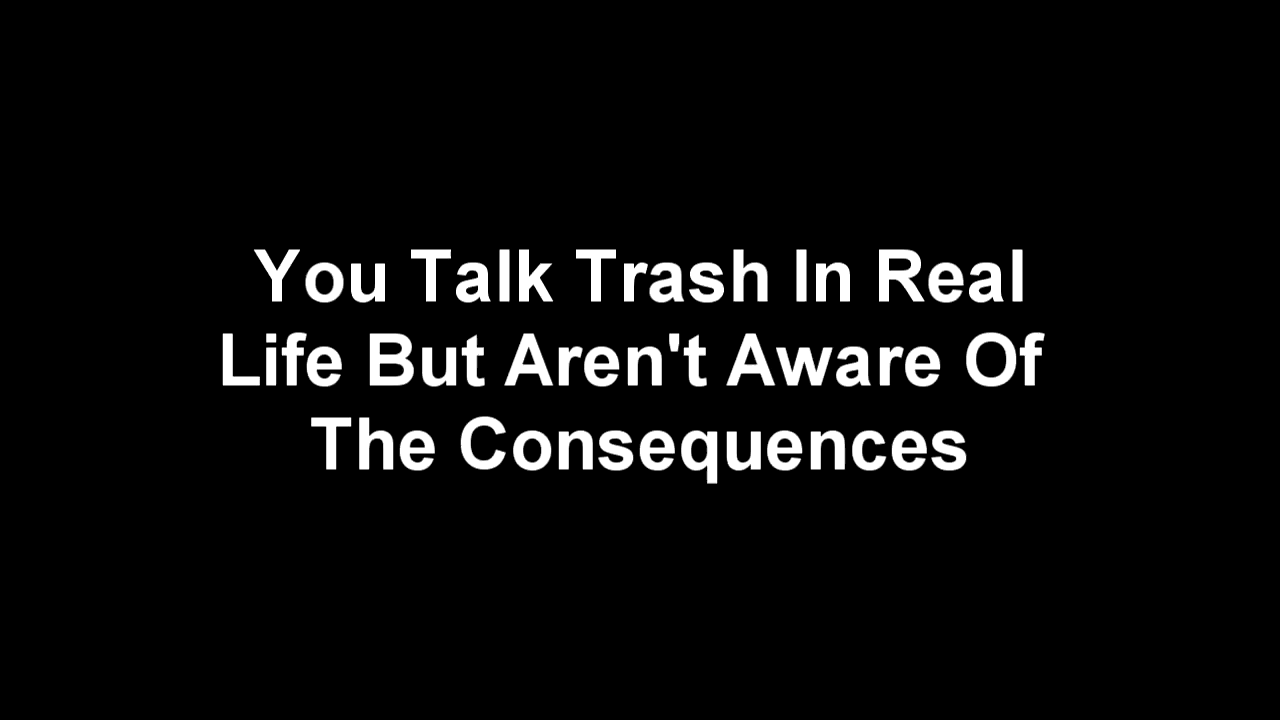 You Talk Trash In Real
Life But Aren't Aware Of
The Consequences